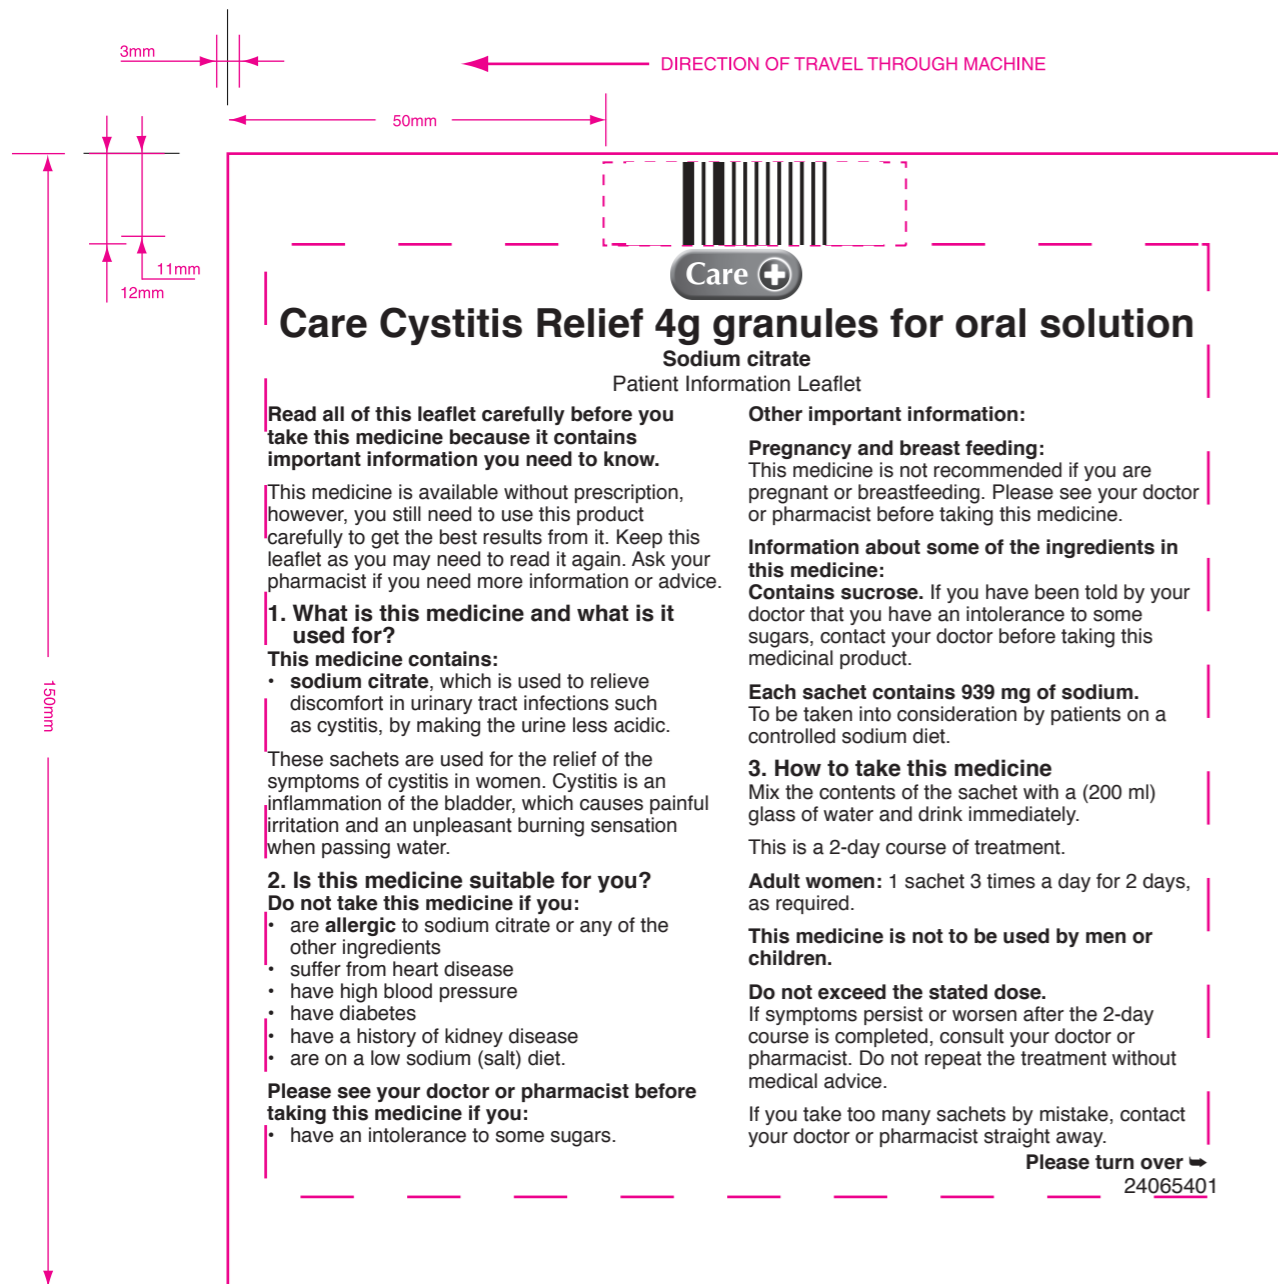 3mm
DIRECTION OF TRAVEL THROUGH MACHINE
50mm
11mm
12mm
150mm
Care
Care Cystitis Relief 4g granules for oral solution
Sodium citrate
Patient Information Leaflet
Read all of this leaflet carefully before you
take this medicine because it contains
important information you need to know.
This medicine is available without prescription,
however, you still need to use this product
carefully to get the best results from it. Keep this
leaflet as you may need to read it again. Ask your
pharmacist if you need more information or advice.
1. What is this medicine and what is it
used for?
This medicine contains:
• sodium citrate, which is used to relieve
discomfort in urinary tract infections such
as cystitis, by making the urine less acidic.
These sachets are used for the relief of the
symptoms of cystitis in women. Cystitis is an
inflammation of the bladder, which causes painful
irritation and an unpleasant burning sensation
when passing water.
2. Is this medicine suitable for you?
Do not take this medicine if you:
• are allergic to sodium citrate or any of the
other ingredients
• suffer from heart disease
• have high blood pressure
• have diabetes
• have a history of kidney disease
• are on a low sodium (salt) diet.
Please see your doctor or pharmacist before
taking this medicine if you:
• have an intolerance to some sugars.
Other important information:
Pregnancy and breast feeding:
This medicine is not recommended if you are
pregnant or breastfeeding. Please see your doctor
or pharmacist before taking this medicine.
Information about some of the ingredients in
this medicine:
Contains sucrose. If you have been told by your
doctor that you have an intolerance to some
sugars, contact your doctor before taking this
medicinal product.
Each sachet contains 939 mg of sodium.
To be taken into consideration by patients on a
controlled sodium diet.
3. How to take this medicine
Mix the contents of the sachet with a (200 ml)
glass of water and drink immediately.
This is a 2-day course of treatment.
Adult women: 1 sachet 3 times a day for 2 days,
as required.
This medicine is not to be used by men or
children.
Do not exceed the stated dose.
If symptoms persist or worsen after the 2-day
course is completed, consult your doctor or
pharmacist. Do not repeat the treatment without
medical advice.
If you take too many sachets by mistake, contact
your doctor or pharmacist straight away.
Please turn over ➥
24065401